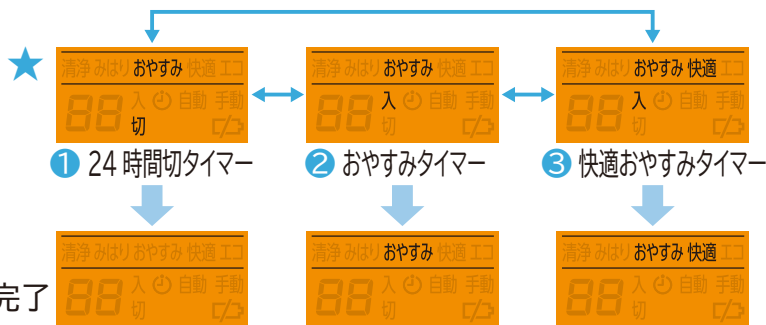 清浄 みはり おやすみ 快適 エコ
88 入 自動 手動
切
清浄 みはり おやすみ 快適 エコ
88 入 自動 手動
切
清浄 みはり おやすみ 快適 エコ
88 入 自動 手動
切
1 24時間切タイマー
2 おやすみタイマー
3 快適おやすみタイマー
完了
清浄 みはり おやすみ 快適 エコ
88 入 自動 手動
切
清浄 みはり おやすみ 快適 エコ
88 入 自動 手動
切
清浄 みはり おやすみ 快適 エコ
88 入 自動 手動
切